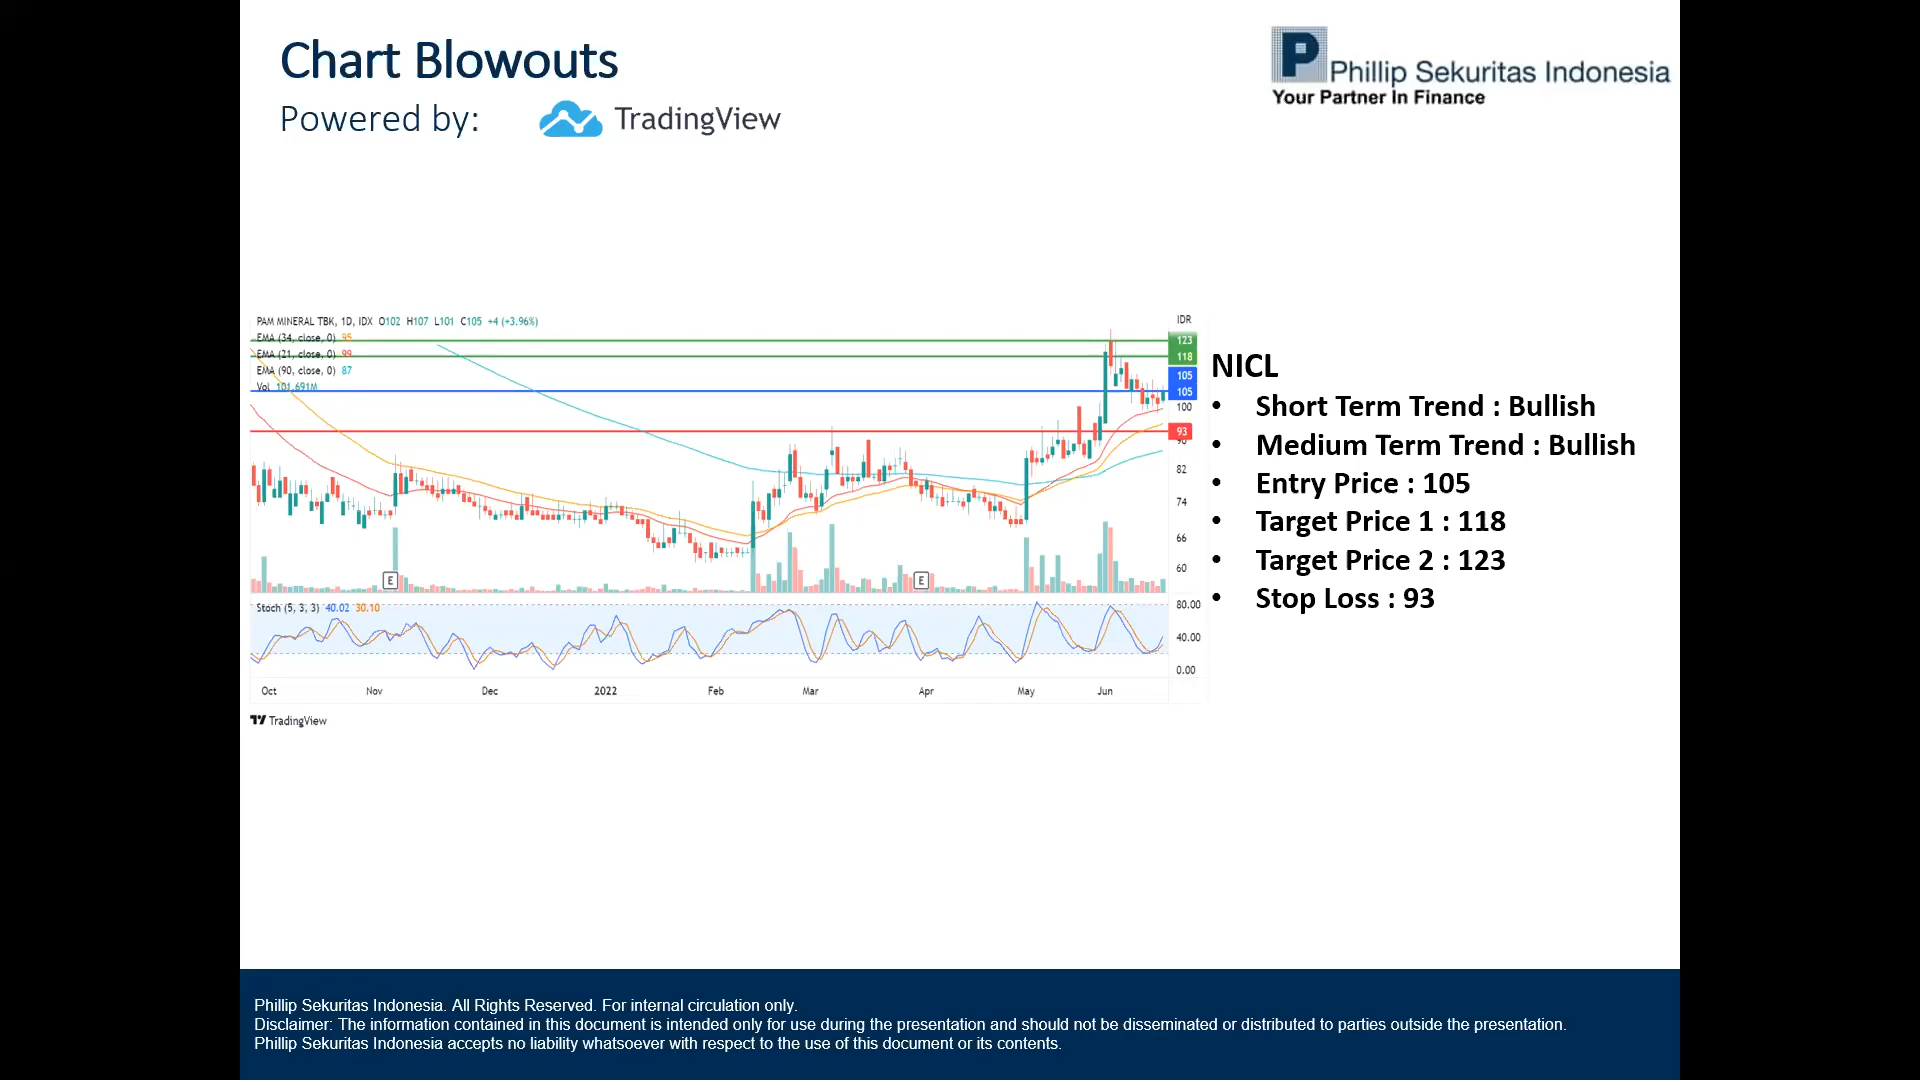 Chart Blowouts
Powered by:
TradingView
P
Phillip Sekuritas Indonesia
Your Partner In Finance
PAM MINERAL TBK, 1D, IDX O102 H107 L101 C105 +4 (+3.96%)
EMA (34, close, 0) 95
EMA (21, close, 0) 99
EMA (90, close, 0) 87
Vol 101.691M
IDR
123
118
105
105
100
93
90
82
74
66
60
E
E
Stoch (5, 3, 3) 40.02 30.10
80.00
40.00
0.00
Oct Nov Dec 2022 Feb Mar Apr May Jun
TradingView
NICL
• Short Term Trend : Bullish
• Medium Term Trend : Bullish
• Entry Price : 105
• Target Price 1 : 118
• Target Price 2 : 123
• Stop Loss : 93
Phillip Sekuritas Indonesia. All Rights Reserved. For internal circulation only.
Disclaimer: The information contained in this document is intended only for use during the presentation and should not be disseminated or distributed to parties outside the presentation.
Phillip Sekuritas Indonesia accepts no liability whatsoever with respect to the use of this document or its contents.